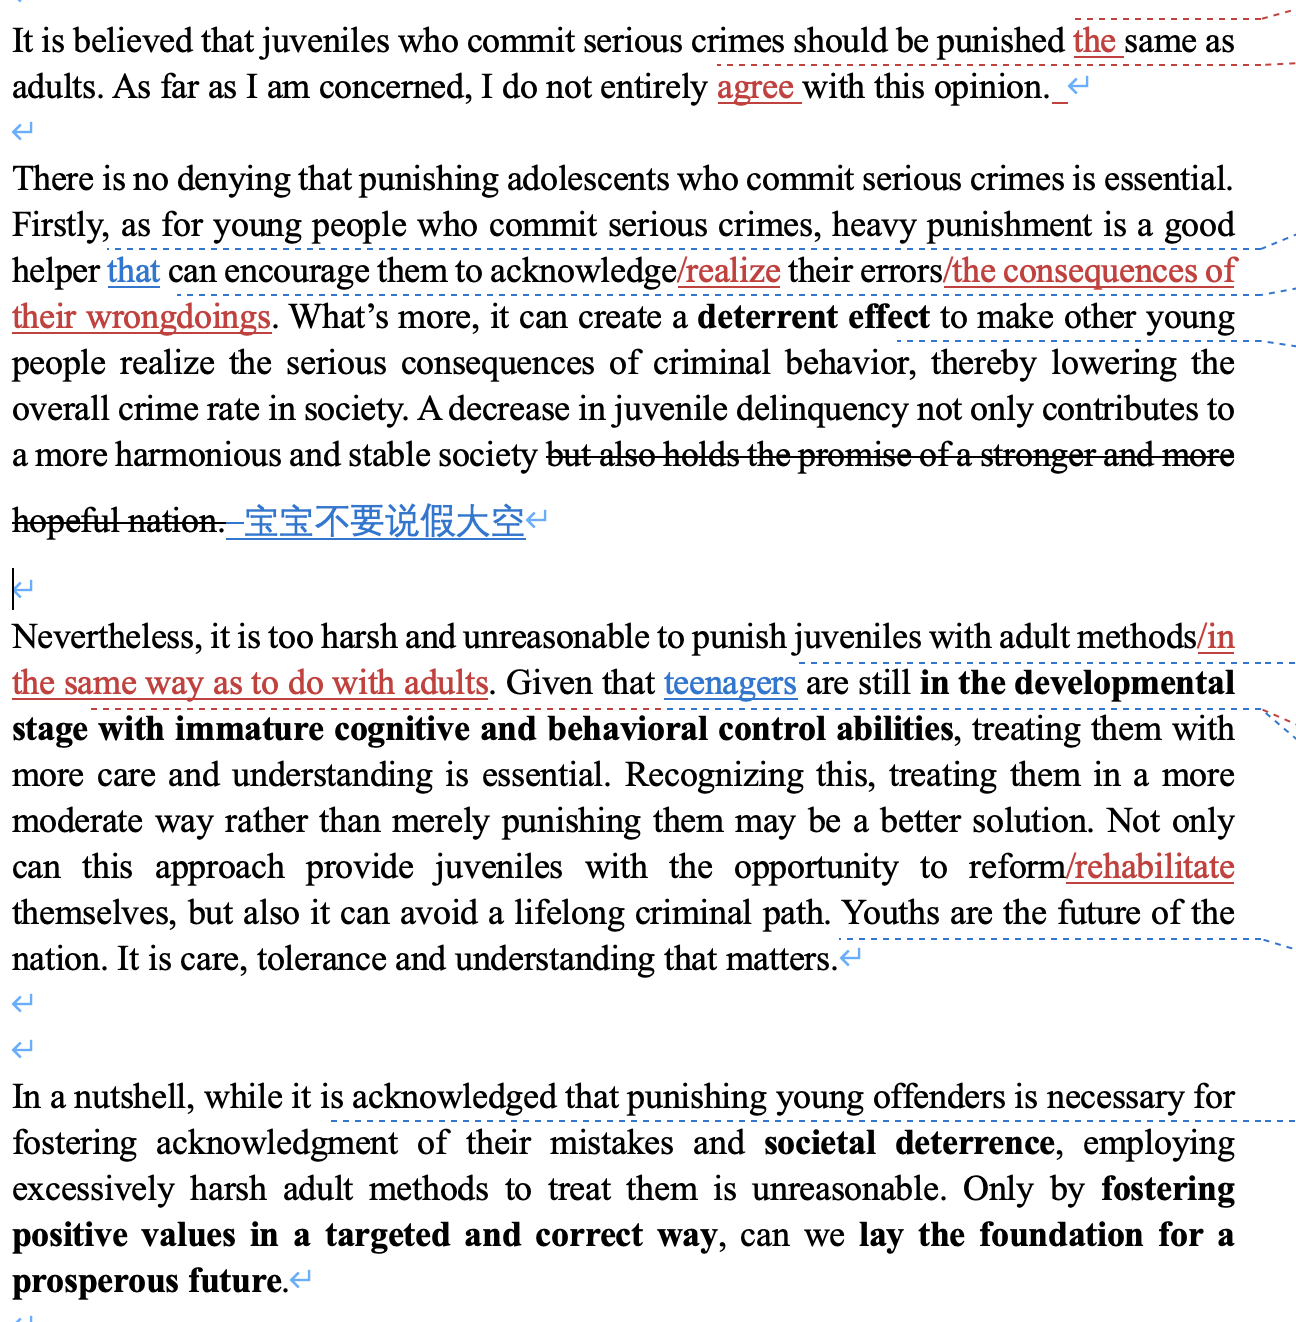 It is believed that juveniles who commit serious crimes should be punished the same as
adults. As far as I am concerned, I do not entirely agree with this opinion.
There is no denying that punishing adolescents who commit serious crimes is essential.
Firstly, as for young people who commit serious crimes, heavy punishment is a good
helper that can encourage them to acknowledge/realize their errors/the consequences of
their wrongdoings. What’s more, it can create a deterrent effect to make other young
people realize the serious consequences of criminal behavior, thereby lowering the
overall crime rate in society. A decrease in juvenile delinquency not only contributes to
a more harmonious and stable society but also holds the promise of a stronger and more
hopeful nation. 宝宝不要说假大空
Nevertheless, it is too harsh and unreasonable to punish juveniles with adult methods/in
the same way as to do with adults. Given that teenagers are still in the developmental
stage with immature cognitive and behavioral control abilities, treating them with
more care and understanding is essential. Recognizing this, treating them in a more
moderate way rather than merely punishing them may be a better solution. Not only
can this approach provide juveniles with the opportunity to reform/rehabilitate
themselves, but also it can avoid a lifelong criminal path. Youths are the future of the
nation. It is care, tolerance and understanding that matters.
In a nutshell, while it is acknowledged that punishing young offenders is necessary for
fostering acknowledgment of their mistakes and societal deterrence, employing
excessively harsh adult methods to treat them is unreasonable. Only by fostering
positive values in a targeted and correct way, can we lay the foundation for a
prosperous future.